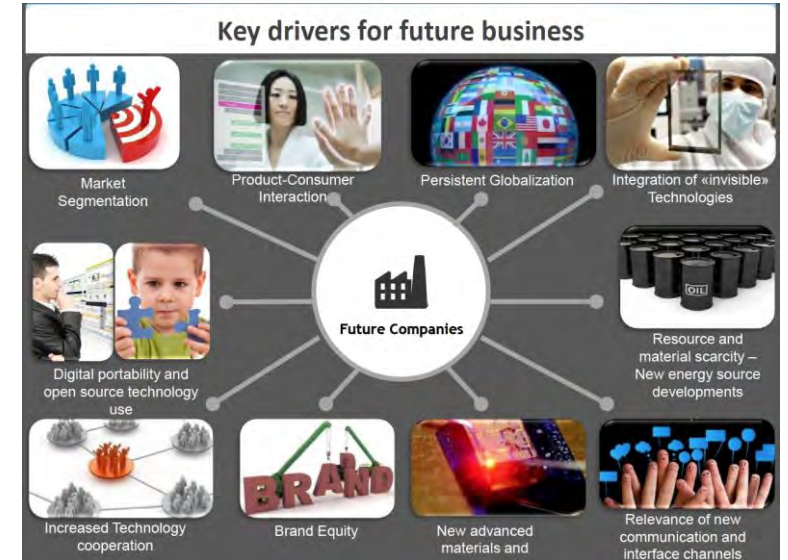 Key drivers for future business
Market
Segmentation
Product-Consumer
Interaction
Persistent Globalization
Integration of «invisible»
Technologies
Future Companies
Digital portability and
open source technology
use
OIL
Resource and
material scarcity –
New energy source
developments
Increased Technology
cooperation
BRAND
Brand Equity
New advanced
materials and
Relevance of new
communication and
interface channels